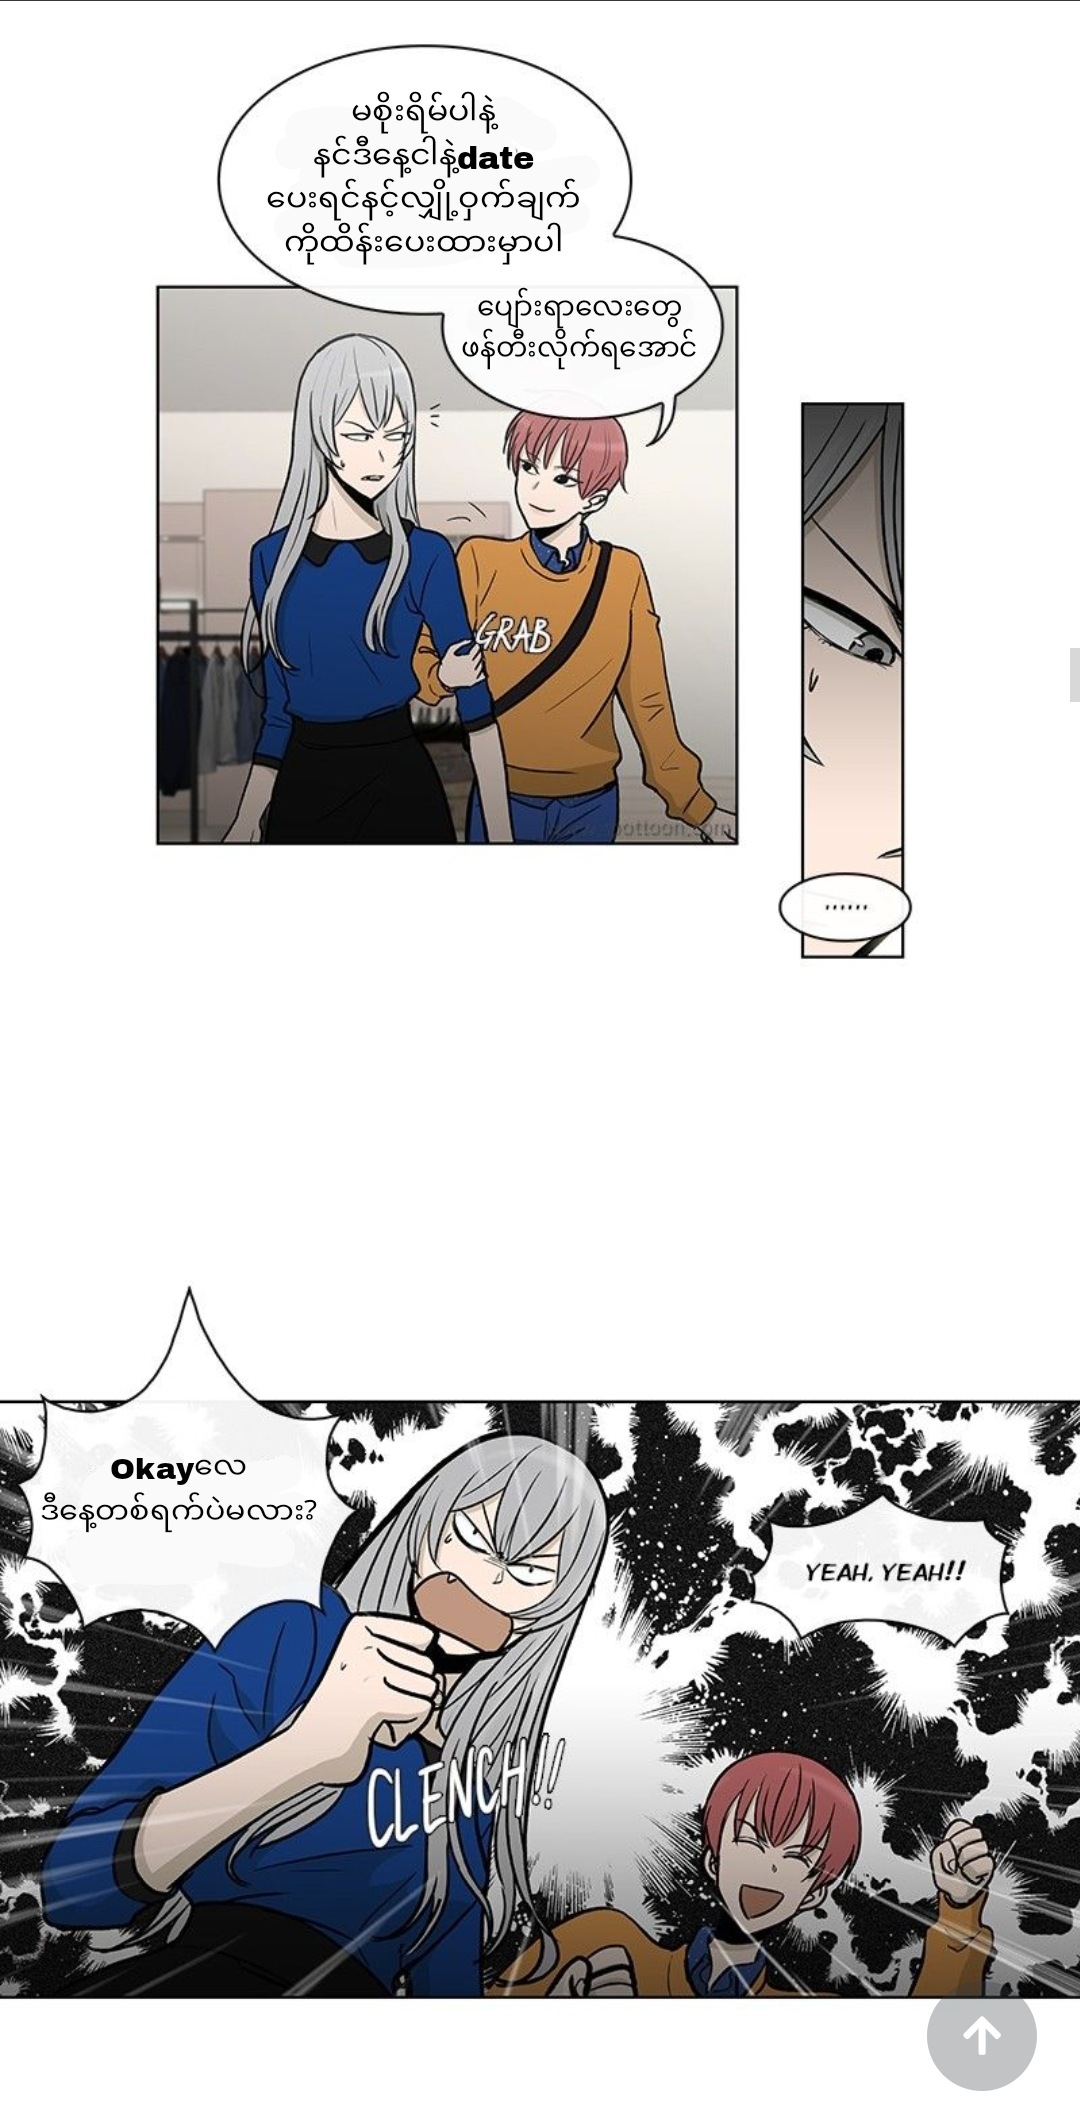 မစိုးရိမ်ပါနဲ့
နင်ဒီနေ့ငါနဲ့date
ပေးရင်နင့်လျှို့ဝှက်ချက်
ကိုထိန်းပေးထားမှာပါ
ပျော်းရာလေးတွေ
ဖန်တီးလိုက်ရအောင်
GRAB
......
Okayလေ
ဒီနေ့တစ်ရက်ပဲမလား?
YEAH, YEAH!!
CLENCH!!